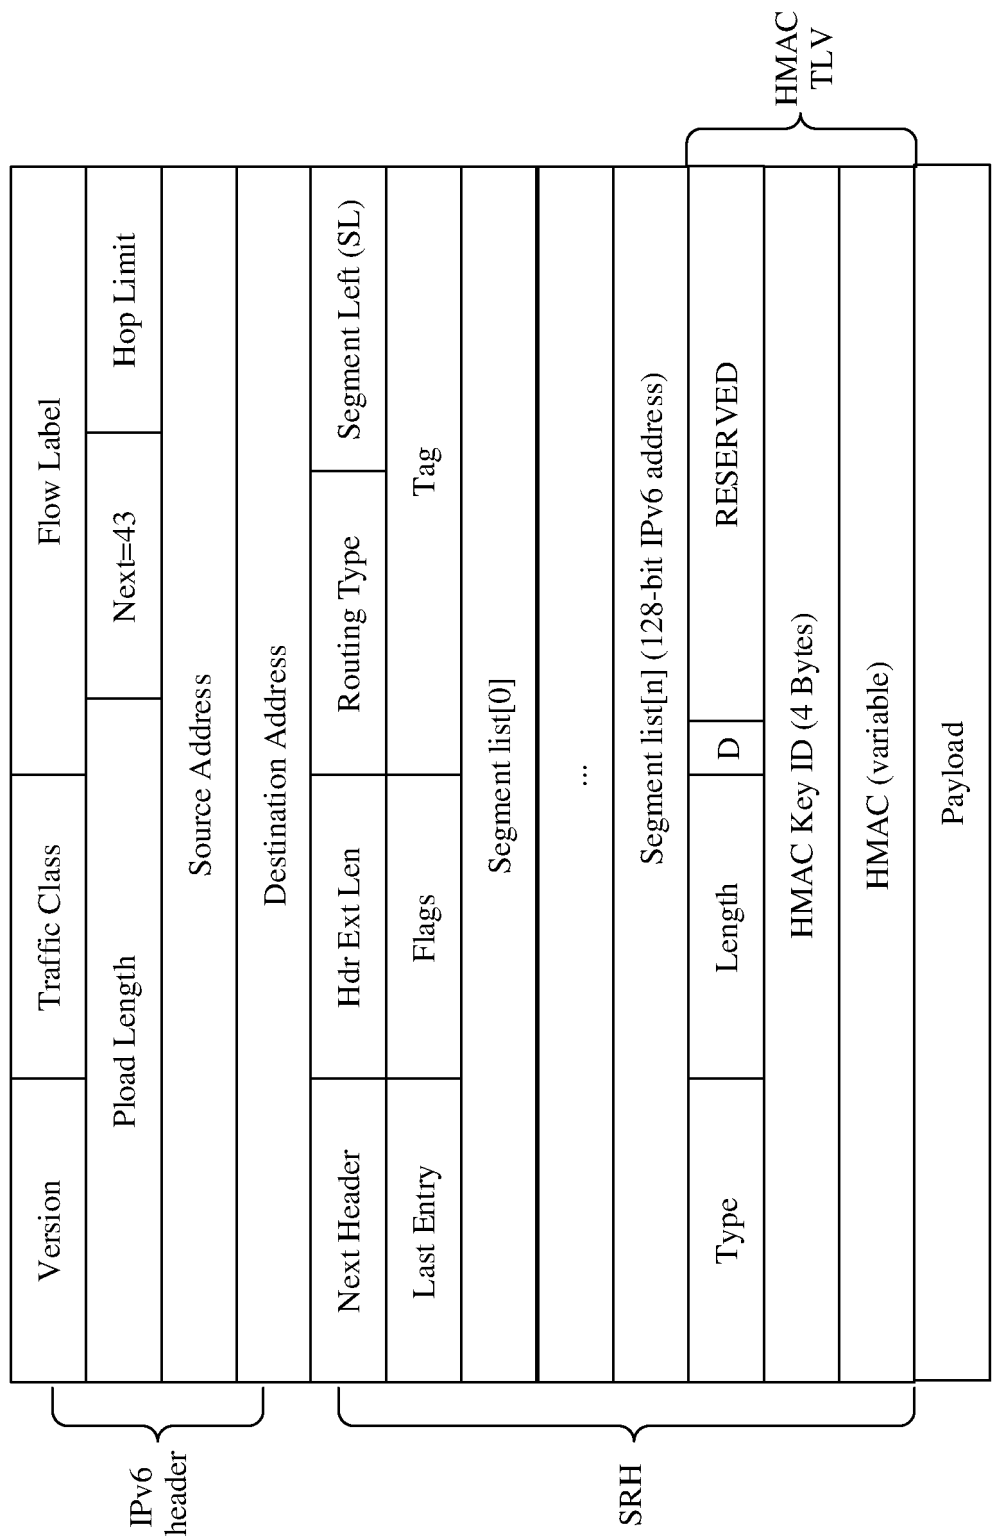 IPv6
header
Version
Traffic Class
Flow Label
Pload Length
Next=43
Hop Limit
Source Address
Destination Address
SRH
Next Header
Hdr Ext Len
Routing Type
Segment Left (SL)
Last Entry
Flags
Tag
Segment list[0]
...
Segment list[n] (128-bit IPv6 address)
Type
Length
D
RESERVED
HMAC
TLV
HMAC Key ID (4 Bytes)
HMAC (variable)
Payload